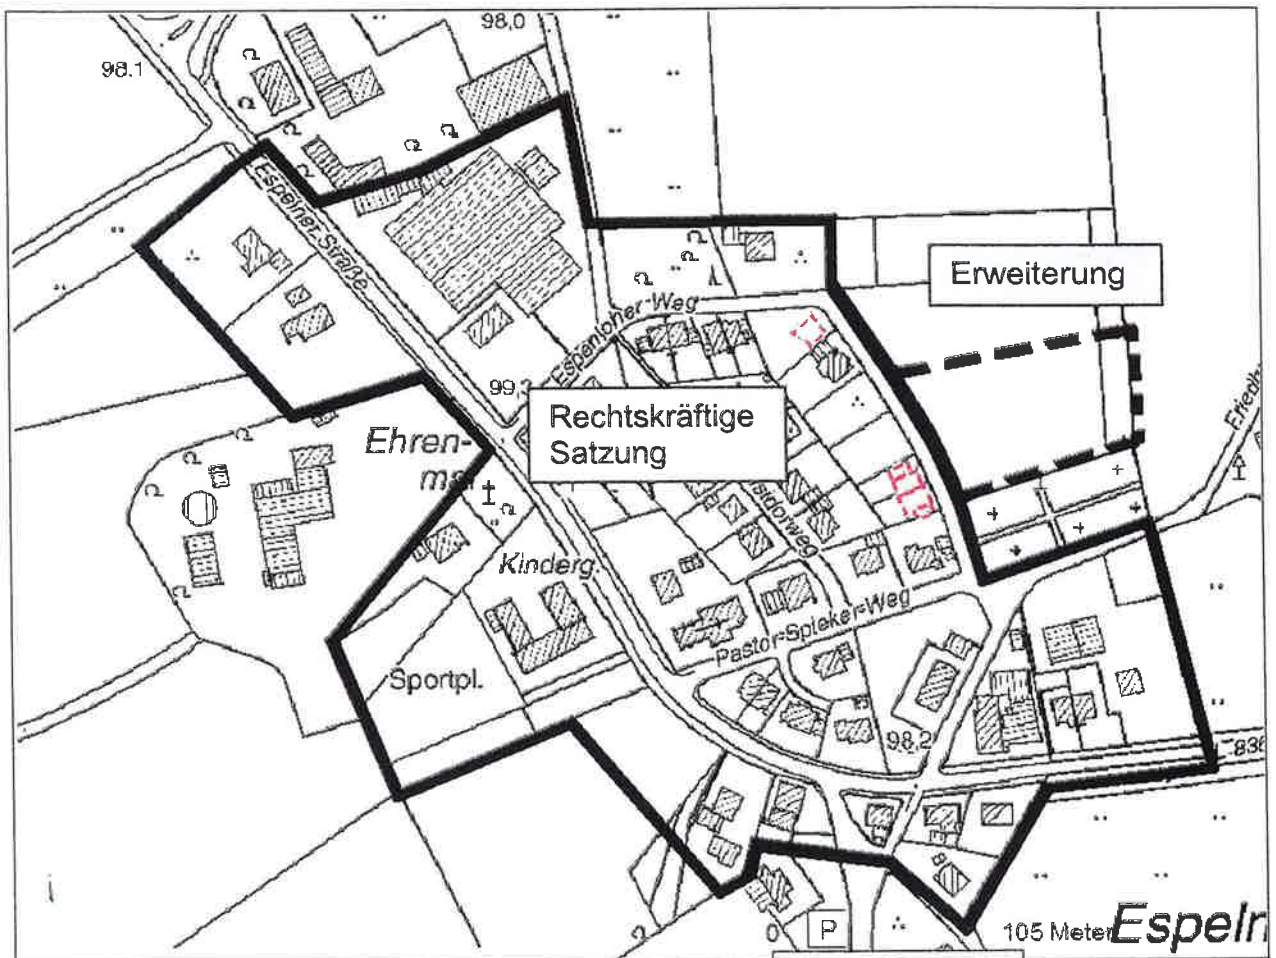 98,0
98,1
Espelner Straße
Erweiterung
Espenloher-Weg
99,3
Rechtskräftige
Satzung
Ehren-
Kinderg.
Pastor-Spieker-Weg
Sportpl.
98,2
836
P
105 Meter
Espeln